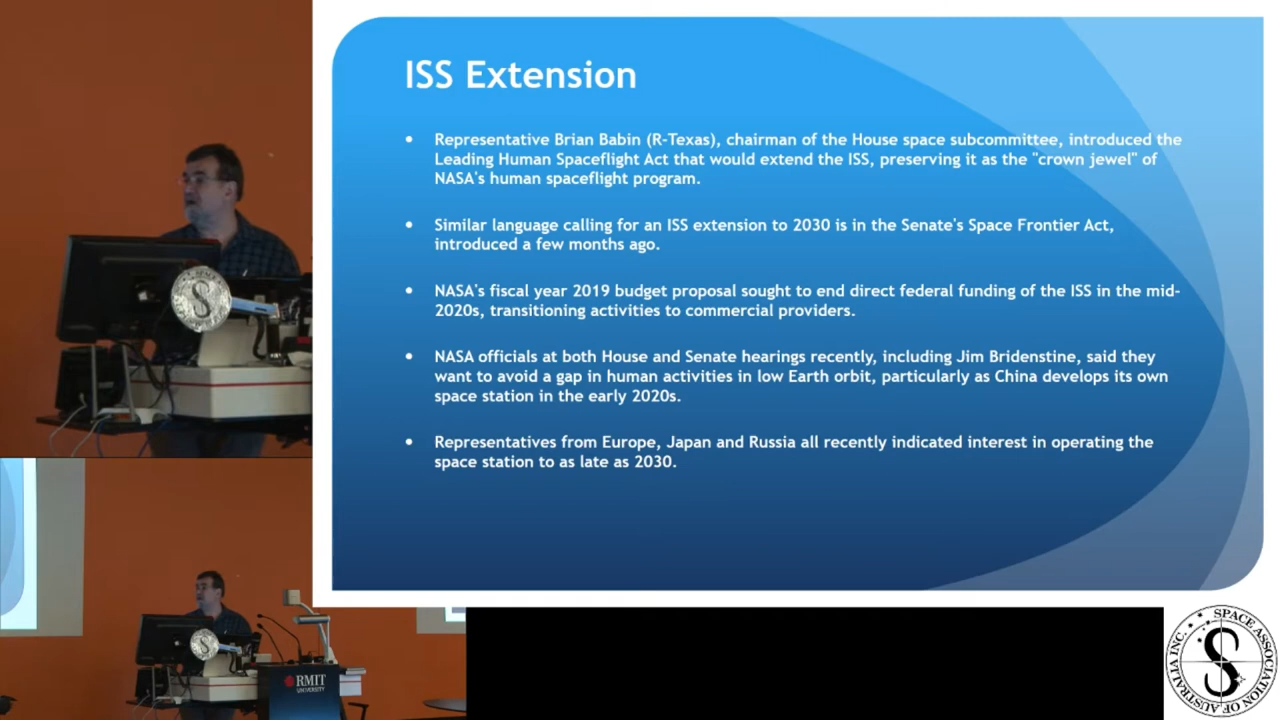 ISS Extension
• Representative Brian Babin (R-Texas), chairman of the House space subcommittee, introduced the
Leading Human Spaceflight Act that would extend the ISS, preserving it as the "crown jewel" of
NASA's human spaceflight program.
• Similar language calling for an ISS extension to 2030 is in the Senate's Space Frontier Act,
introduced a few months ago.
• NASA's fiscal year 2019 budget proposal sought to end direct federal funding of the ISS in the mid-
2020s, transitioning activities to commercial providers.
• NASA officials at both House and Senate hearings recently, including Jim Bridenstine, said they
want to avoid a gap in human activities in low Earth orbit, particularly as China develops its own
space station in the early 2020s.
• Representatives from Europe, Japan and Russia all recently indicated interest in operating the
space station to as late as 2030.
RMIT
UNIVERSITY
SPACE ASSOCIATION OF AUSTRALIA INC.
S